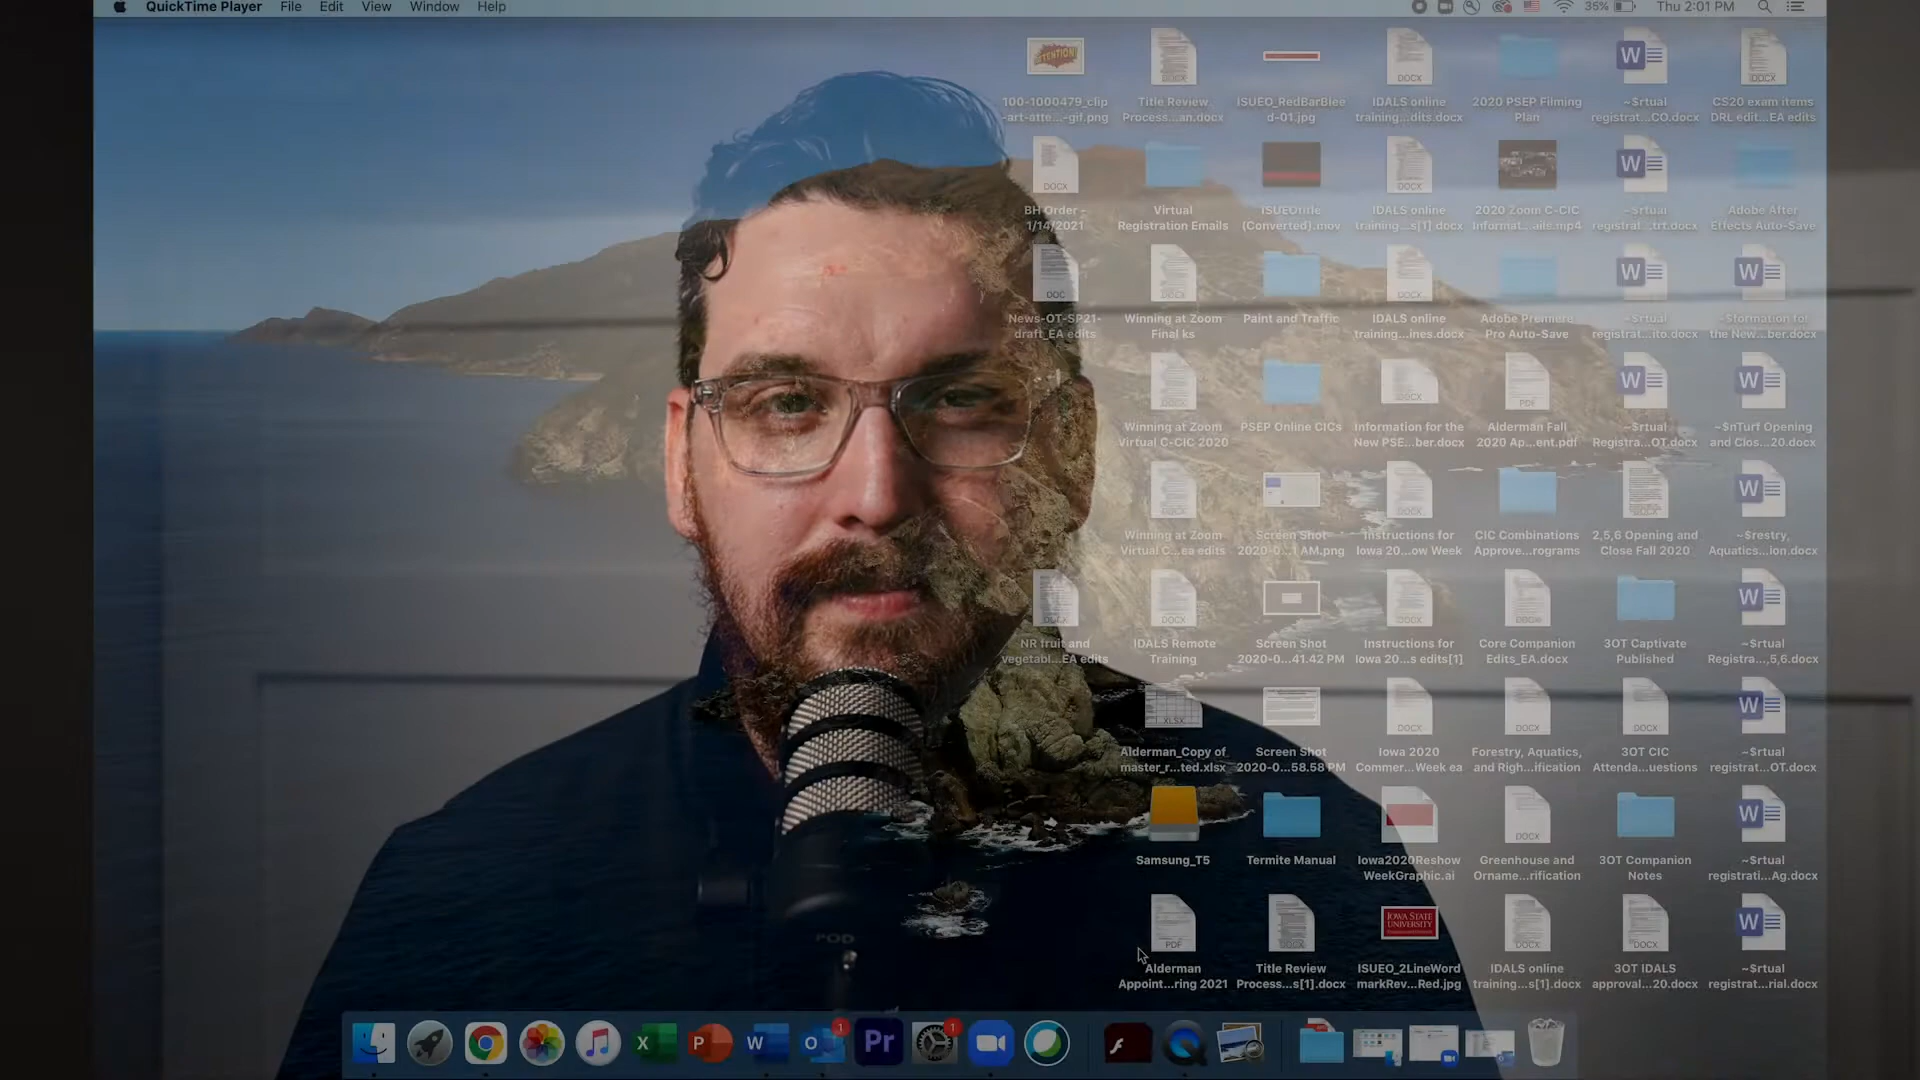 QuickTime Player File Edit View Window Help
35% Thu 2:01 PM
100-1000479_clip
-art-atte...-gif.png
Title Review
Process...an.docx
ISUEO_RedBarBlee
d-01.jpg
IDALS online
training...dits.docx
2020 PSEP Filming
Plan
~$rtual
registrat...CO.docx
CS20 exam items
DRL edit...EA edits
BH Order -
1/14/2021
Virtual
Registration Emails
ISUEOtitle
(Converted).mov
IDALS online
training...s[1].docx
2020 Zoom C-CIC
Informat...ails.mp4
~$rtual
registrat...trt.docx
Adobe After
Effects Auto-Save
News-OT-SP21-
draft_EA edits
Winning at Zoom
Final ks
Paint and Traffic
IDALS online
training...ines.docx
Adobe Premiere
Pro Auto-Save
~$rtual
registrat...ito.docx
~$formation for
the New...ber.docx
Winning at Zoom
Virtual C-CIC 2020
PSEP Online CICs
Information for the
New PSE...ber.docx
Alderman Fall
2020 Ap...ent.pdf
~$rtual
Registra...OT.docx
~$nTurf Opening
and Clos...20.docx
Winning at Zoom
Virtual C...ea edits
Screen Shot
2020-0...1 AM.png
Instructions for
Iowa 20...ow Week
CIC Combinations
Approve...rograms
2,5,6 Opening and
Close Fall 2020
~$restry,
Aquatics...ion.docx
NR fruit and
vegetabl...EA edits
IDALS Remote
Training
Screen Shot
2020-0...41.42 PM
Instructions for
Iowa 20...s edits[1]
Core Companion
Edits_EA.docx
3OT Captivate
Published
~$rtual
Registra...,5,6.docx
Alderman_Copy of
master_r...ted.xlsx
Screen Shot
2020-0...58.58 PM
Iowa 2020
Commer...Week ea
Forestry, Aquatics,
and Righ...ification
3OT CIC
Attenda...uestions
~$rtual
registrat...OT.docx
Samsung_T5
Termite Manual
Iowa2020Reshow
WeekGraphic.ai
Greenhouse and
Orname...rification
3OT Companion
Notes
~$rtual
registrati...Ag.docx
IOWA STATE
UNIVERSITY
Alderman
Appoint...ring 2021
Title Review
Process...s[1].docx
ISUEO_2LineWord
markRev...Red.jpg
IDALS online
training...s[1].docx
3OT IDALS
approval...20.docx
~$rtual
registrat...rial.docx
POD
X P W O 1 Pr 1